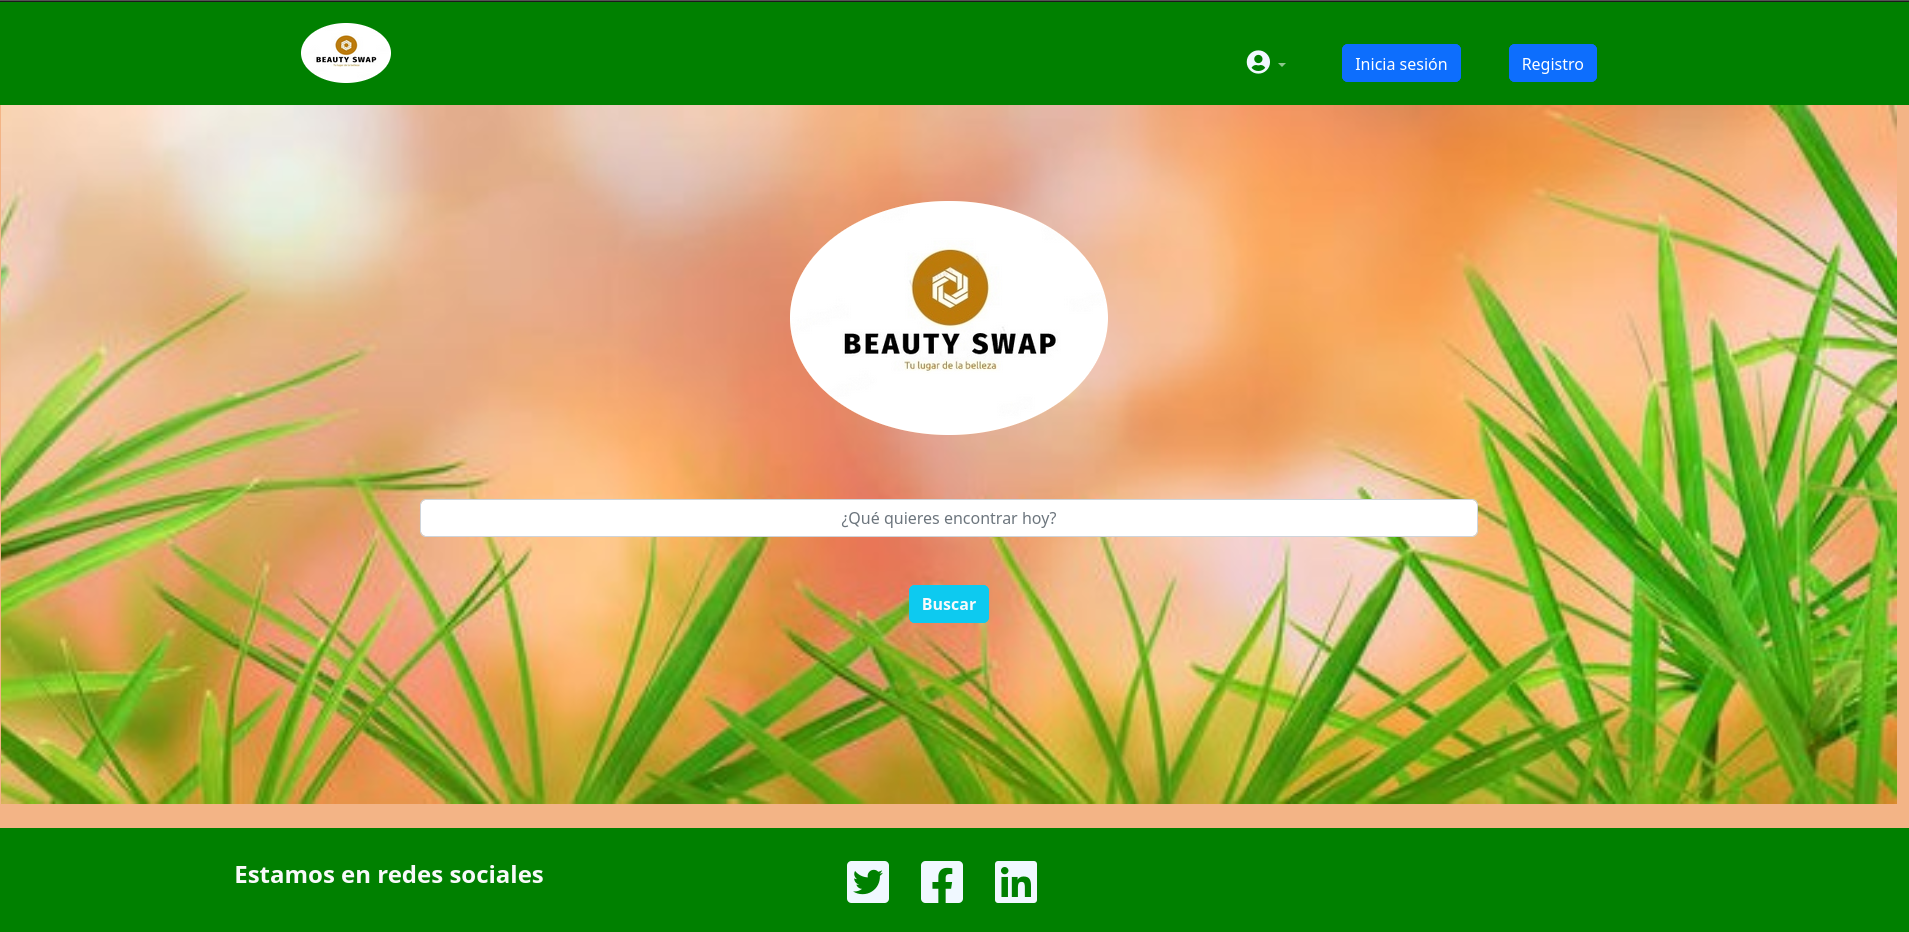 BEAUTY SWAP
Inicia sesión
Registro
BEAUTY SWAP
Tu lugar de la belleza
¿Qué quieres encontrar hoy?
Buscar
Estamos en redes sociales